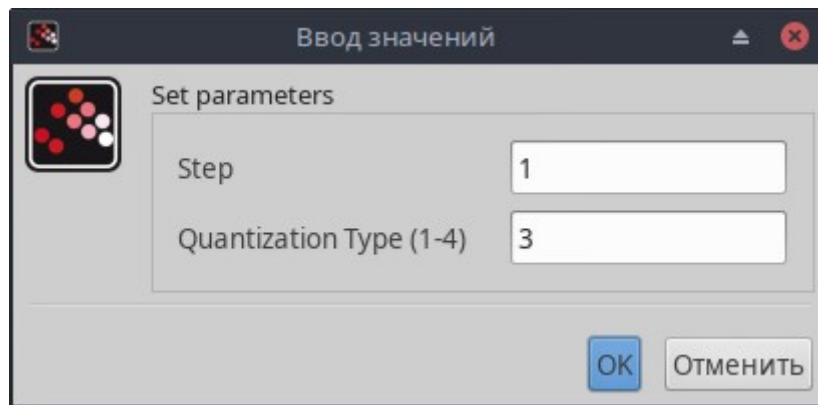 Ввод значений
Set parameters
Step 1
Quantization Type (1-4) 3
OK Отменить